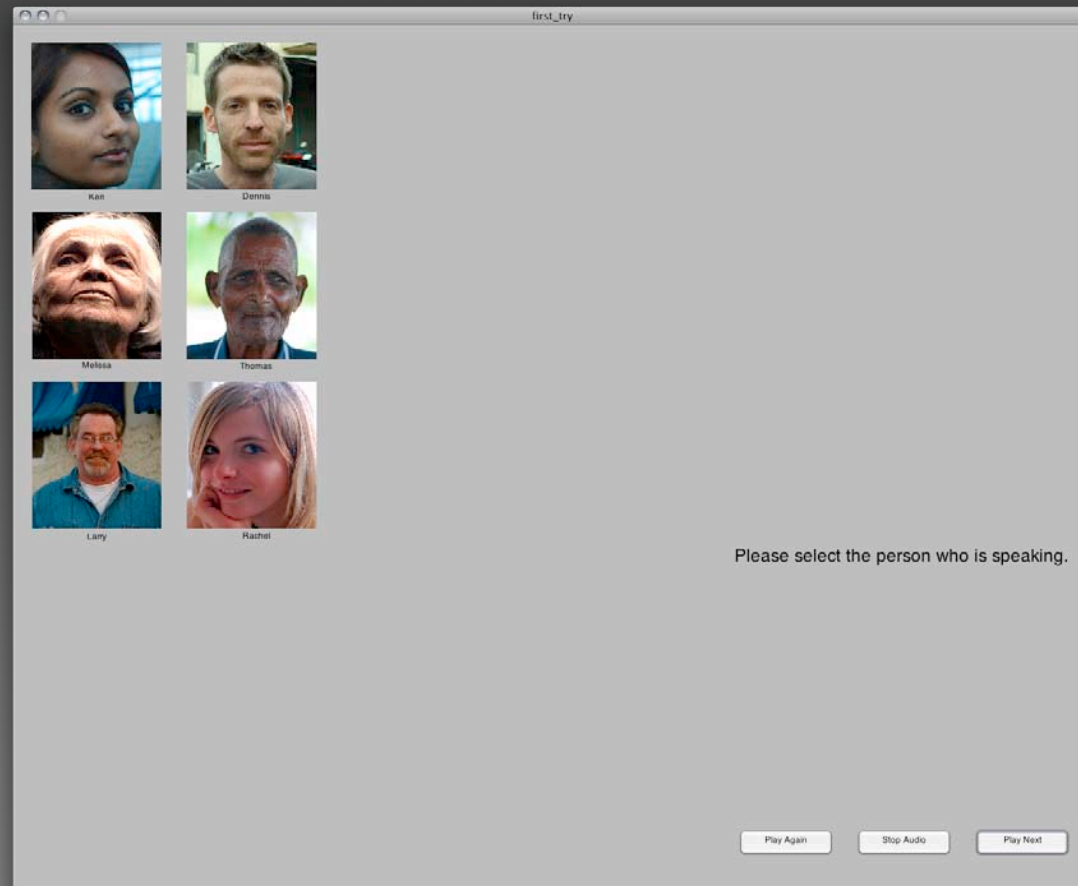 first_try
Dennis
Melissa
Thomas
Larry
Rachel
Please select the person who is speaking.
Play Again
Stop Audio
Play Next